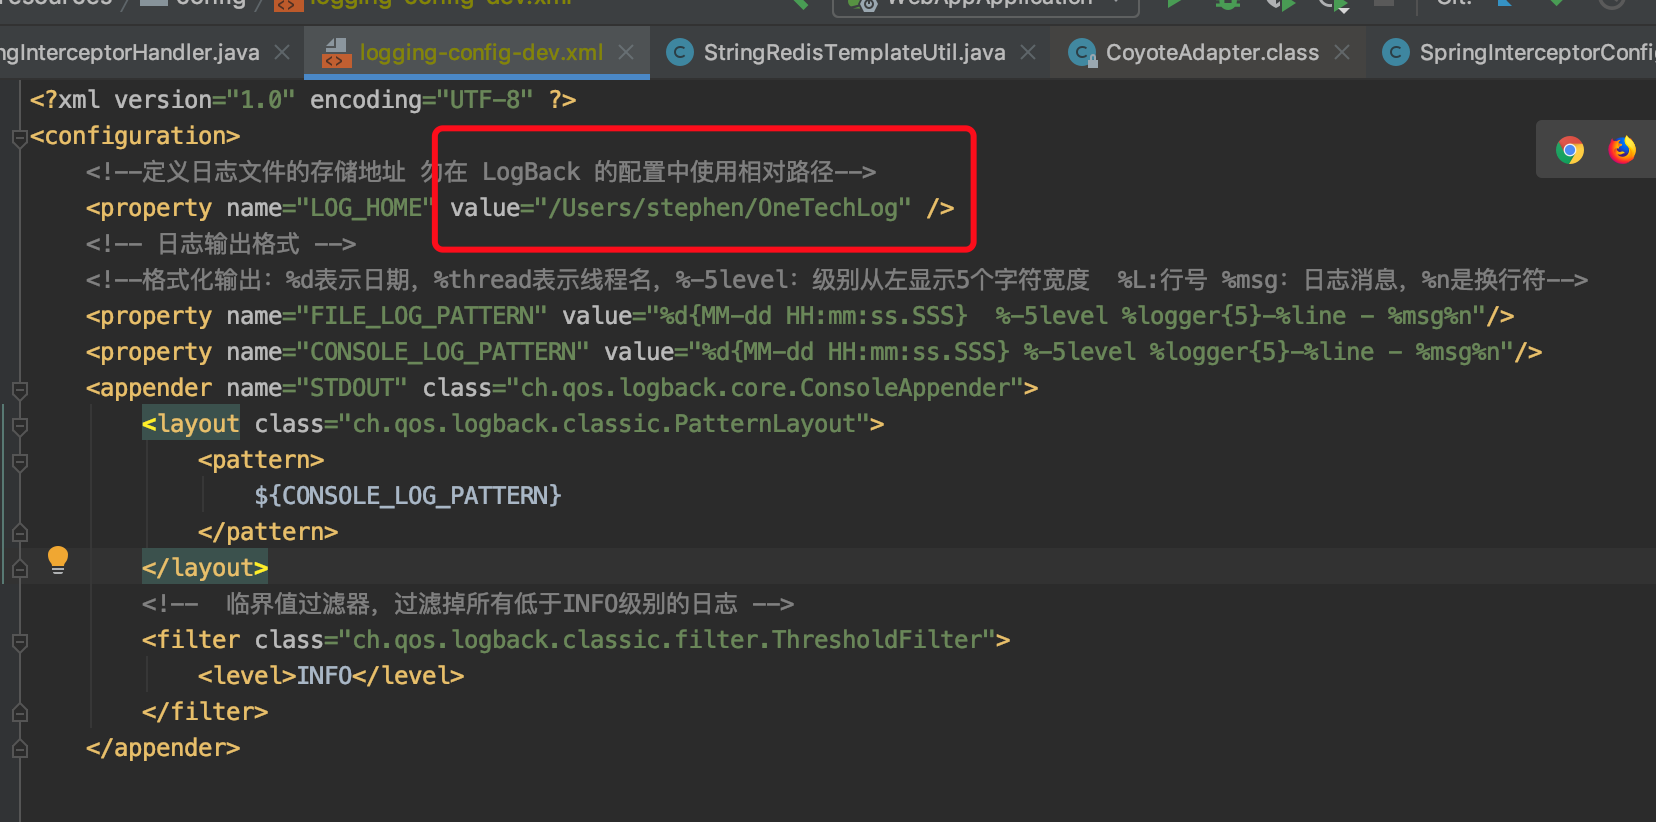 logging-config-dev.xml
WebAppApplication
Git:
ngInterceptorHandler.java
logging-config-dev.xml
StringRedisTemplateUtil.java
CoyoteAdapter.class
SpringInterceptorConfi
<?xml version="1.0" encoding="UTF-8" ?>
<configuration>
<!--定义日志文件的存储地址 勿在 LogBack 的配置中使用相对路径-->
<property name="LOG_HOME" value="/Users/stephen/OneTechLog" />
<!-- 日志输出格式 -->
<!--格式化输出：%d表示日期，%thread表示线程名，%-5level：级别从左显示5个字符宽度  %L:行号 %msg：日志消息，%n是换行符-->
<property name="FILE_LOG_PATTERN" value="%d{MM-dd HH:mm:ss.SSS}  %-5level %logger{5}-%line - %msg%n"/>
<property name="CONSOLE_LOG_PATTERN" value="%d{MM-dd HH:mm:ss.SSS} %-5level %logger{5}-%line - %msg%n"/>
<appender name="STDOUT" class="ch.qos.logback.core.ConsoleAppender">
<layout class="ch.qos.logback.classic.PatternLayout">
<pattern>
${CONSOLE_LOG_PATTERN}
</pattern>
</layout>
<!--  临界值过滤器，过滤掉所有低于INFO级别的日志 -->
<filter class="ch.qos.logback.classic.filter.ThresholdFilter">
<level>INFO</level>
</filter>
</appender>